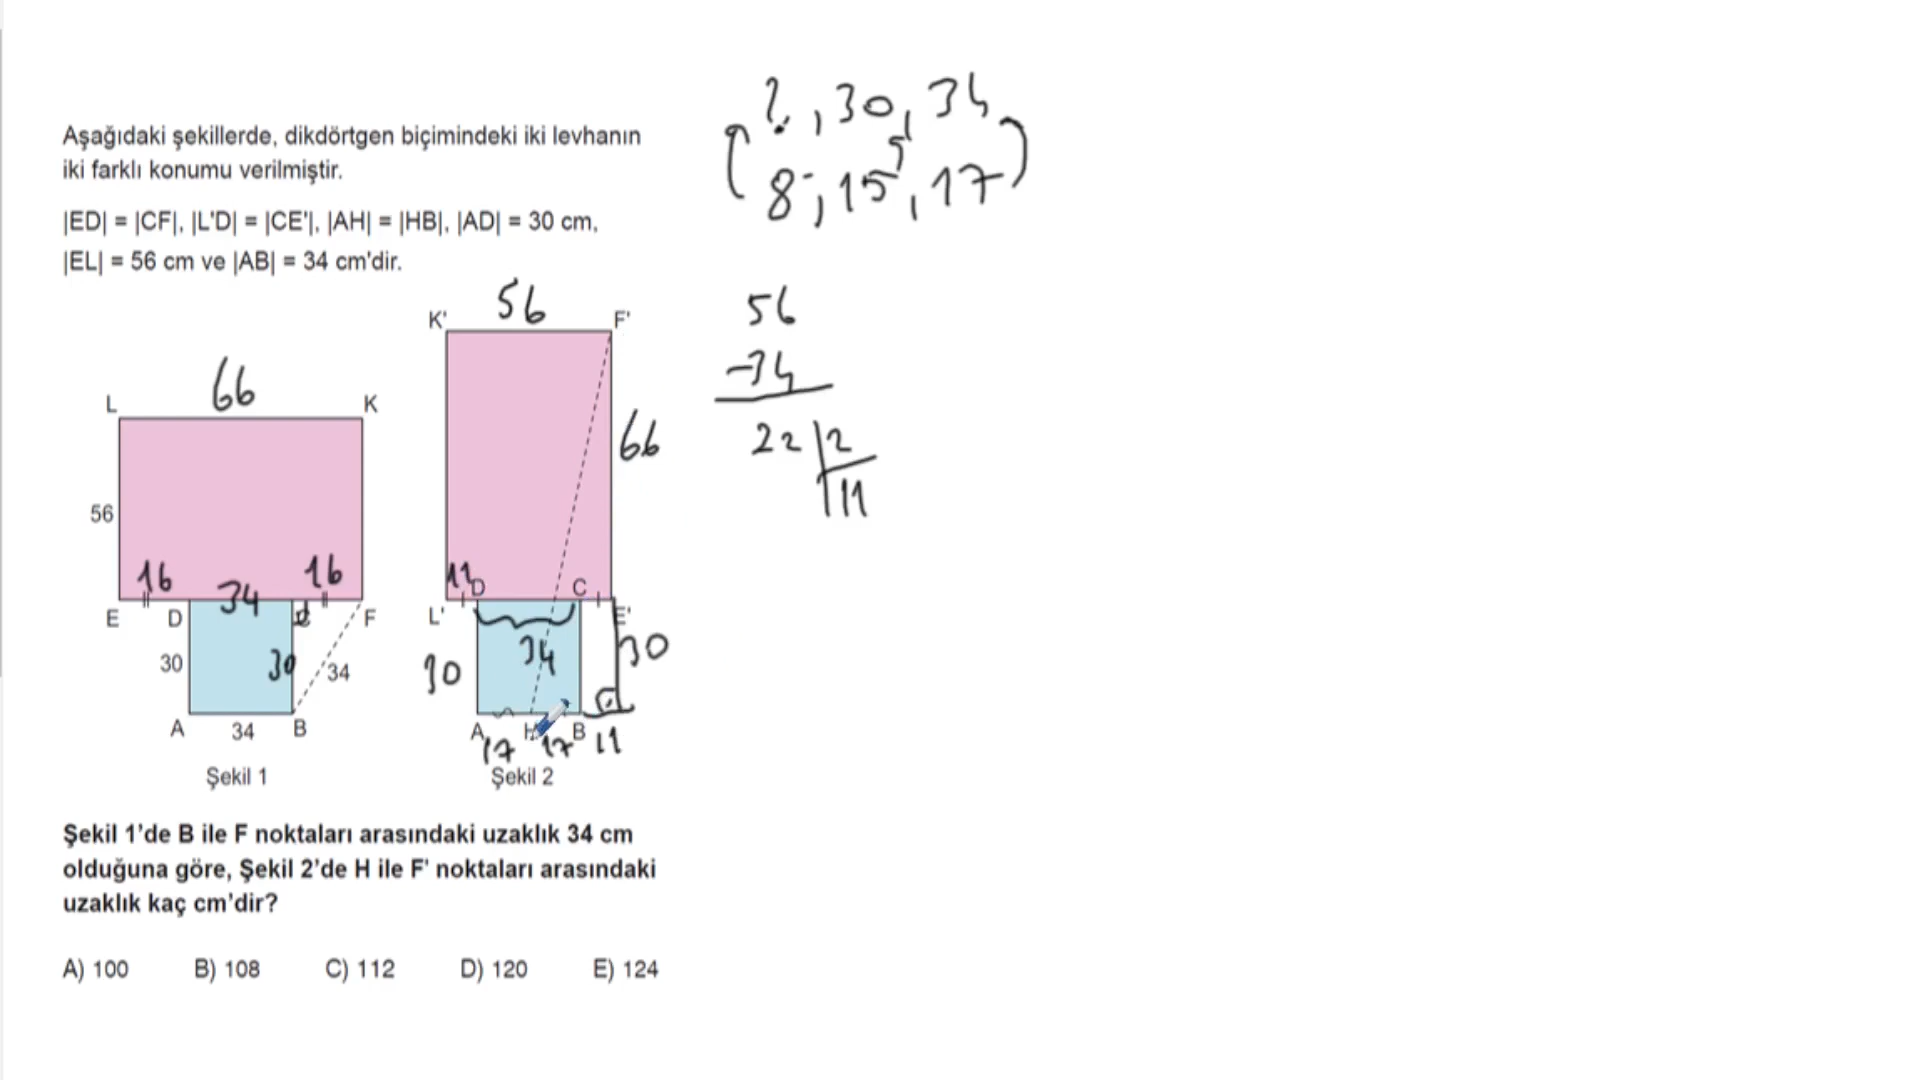 Aşağıdaki şekillerde, dikdörtgen biçimindeki iki levhanın
iki farklı konumu verilmiştir.
|ED| = |CF|, |L'D| = |CE'|, |AH| = |HB|, |AD| = 30 cm,
|EL| = 56 cm ve |AB| = 34 cm'dir.
?, 30, 34
8, 15, 17
56
-34
22 2
11
L 66 K
56
16 34 16
E D C F
30 30 34
A 34 B
Şekil 1
K' 56 F'
66
11 D C
L' E'
30 34 30
A H B
17 17 11
Şekil 2
Şekil 1'de B ile F noktaları arasındaki uzaklık 34 cm
olduğuna göre, Şekil 2'de H ile F' noktaları arasındaki
uzaklık kaç cm'dir?
A) 100 B) 108 C) 112 D) 120 E) 124